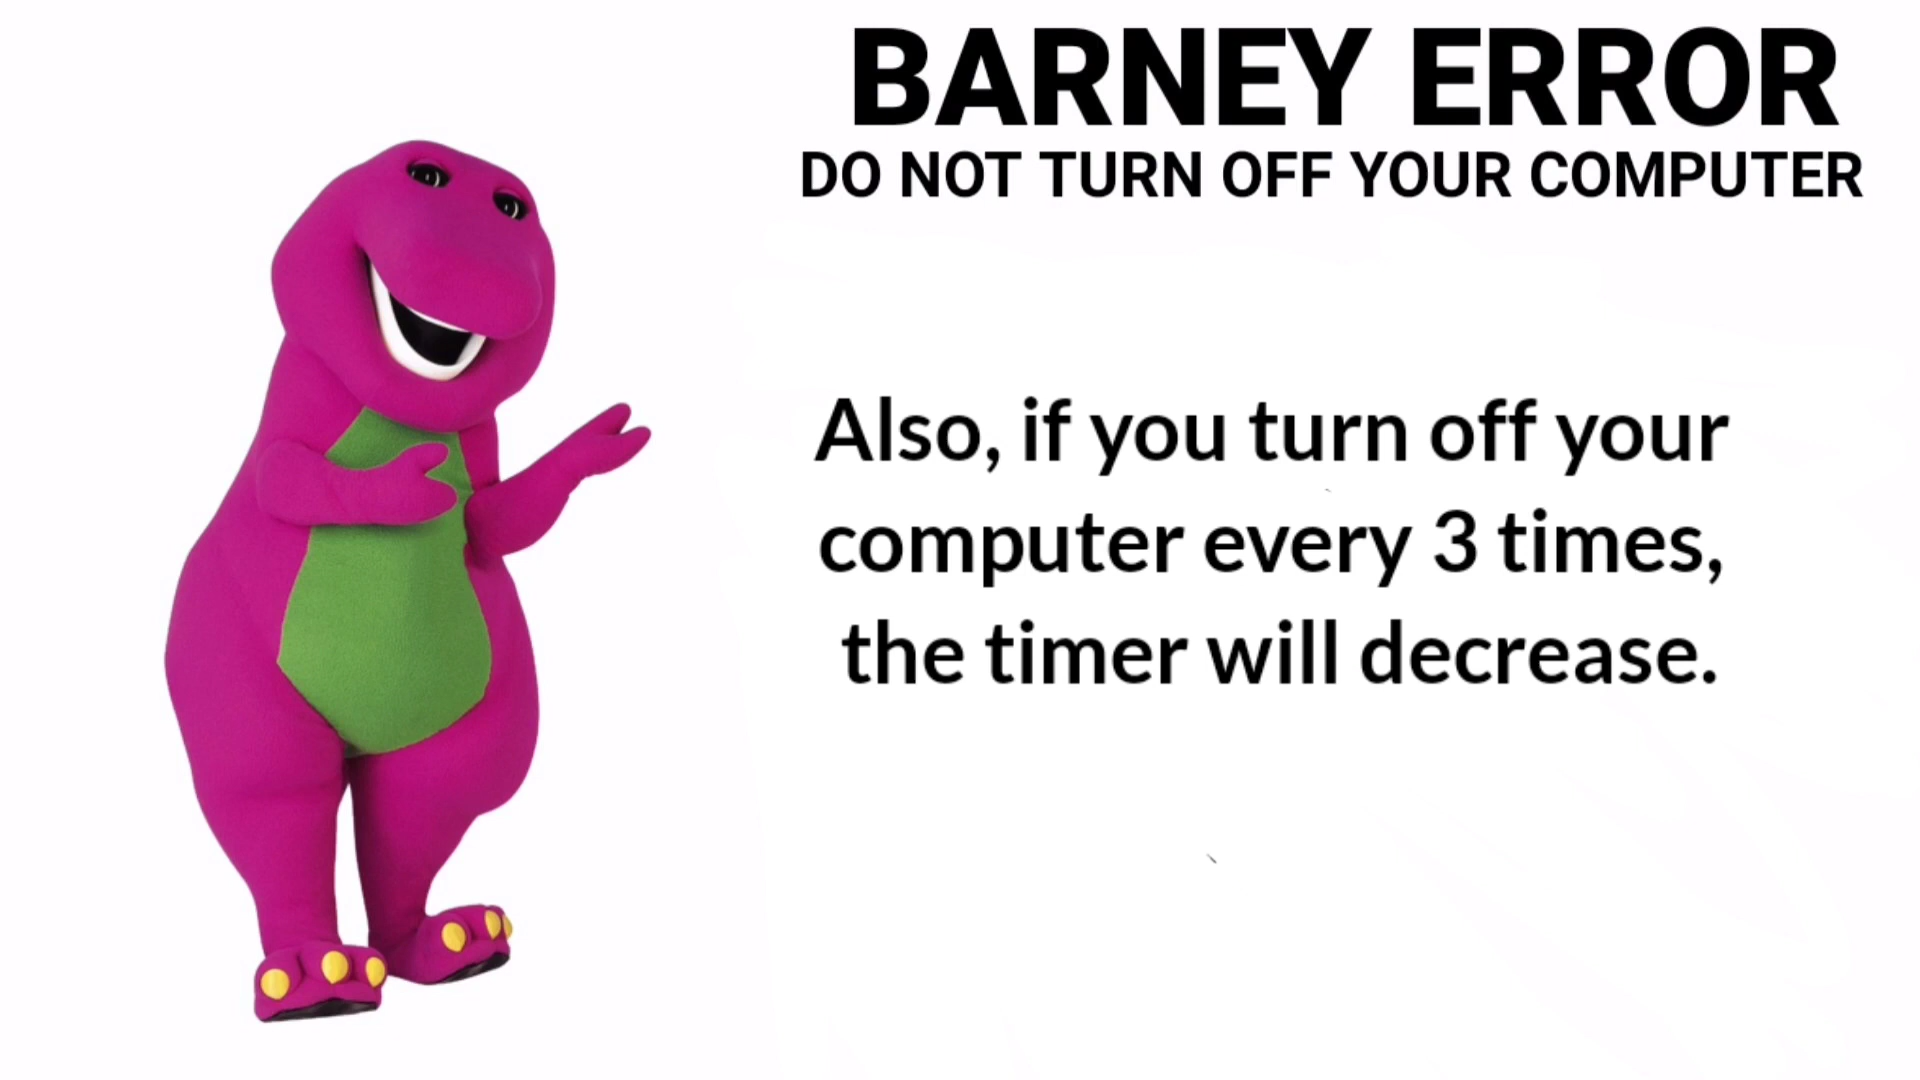 BARNEY ERROR
DO NOT TURN OFF YOUR COMPUTER
Also, if you turn off your
computer every 3 times,
the timer will decrease.